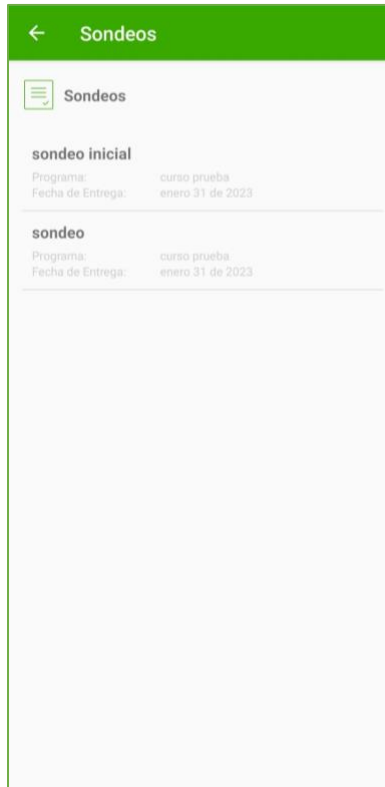 Sondeos
Sondeos
sondeo inicial
Programa: curso prueba
Fecha de Entrega: enero 31 de 2023
sondeo
Programa: curso prueba
Fecha de Entrega: enero 31 de 2023